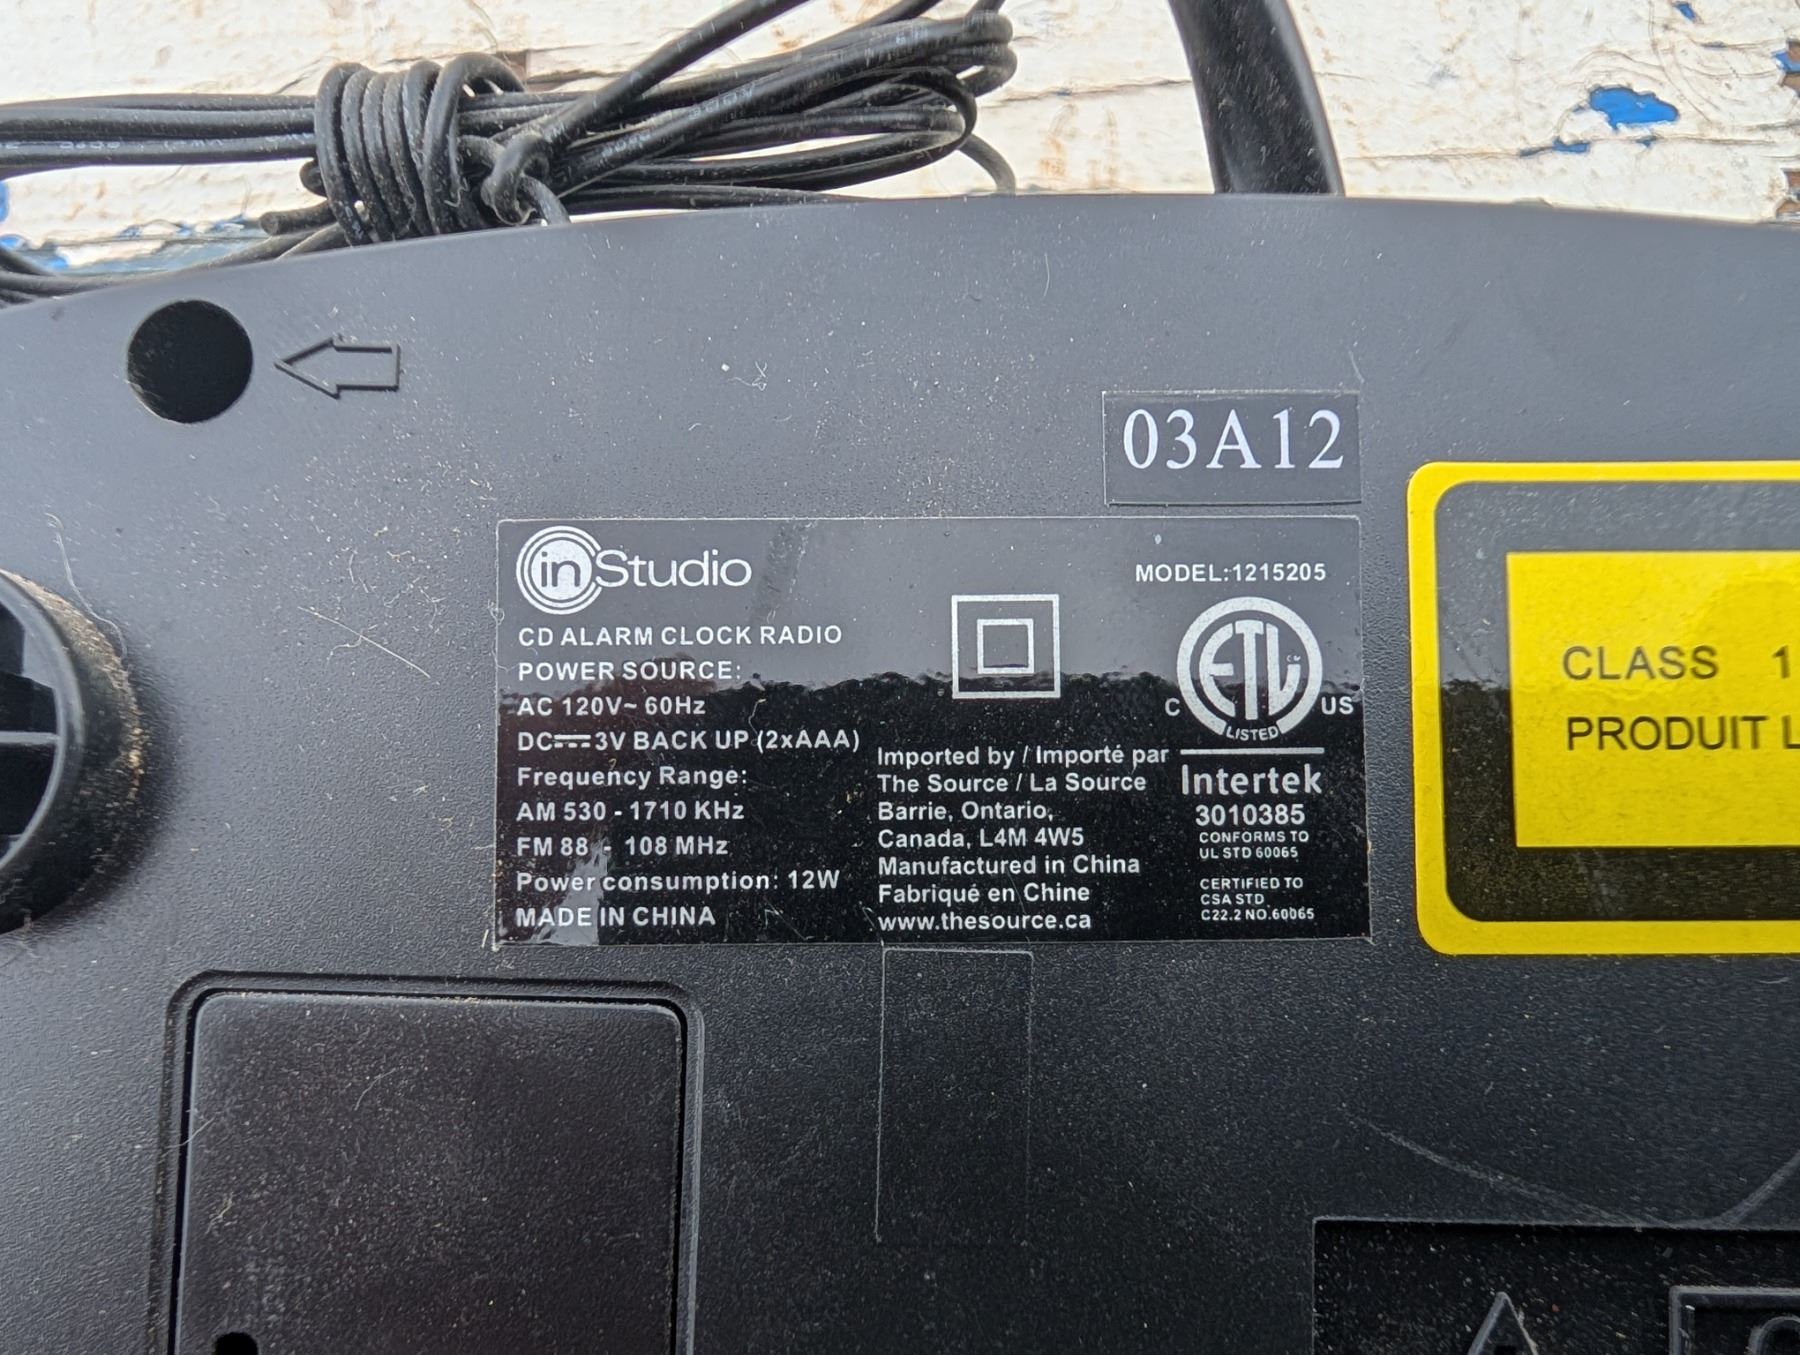 03A12
inStudio
MODEL:1215205
CD ALARM CLOCK RADIO
POWER SOURCE:
AC 120V~ 60Hz
DC⎓3V BACK UP (2xAAA)
Frequency Range:
AM 530 - 1710 KHz
FM 88 - 108 MHz
Power consumption: 12W
MADE IN CHINA
Imported by / Importé par
The Source / La Source
Barrie, Ontario,
Canada, L4M 4W5
Manufactured in China
Fabriqué en Chine
www.thesource.ca
C ETL CM US
LISTED
Intertek
3010385
CONFORMS TO
UL STD 60065
CERTIFIED TO
CSA STD
C22.2 NO.60065
CLASS 1
PRODUIT L